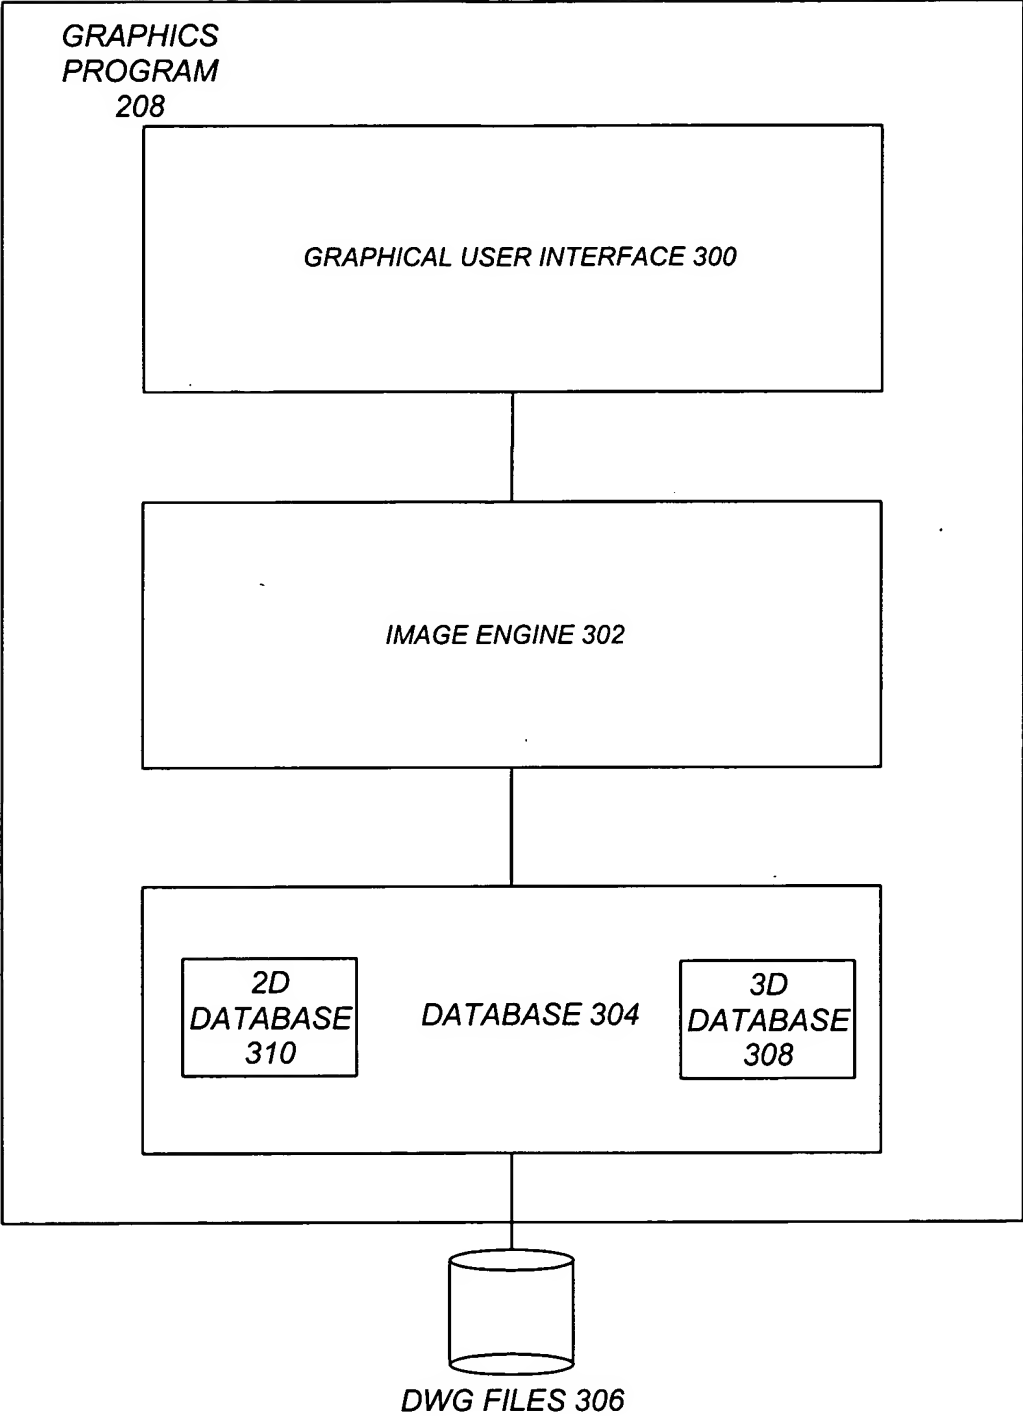 GRAPHICS
PROGRAM
208
GRAPHICAL USER INTERFACE 300
IMAGE ENGINE 302
2D
DATABASE
310
DATABASE 304
3D
DATABASE
308
DWG FILES 306